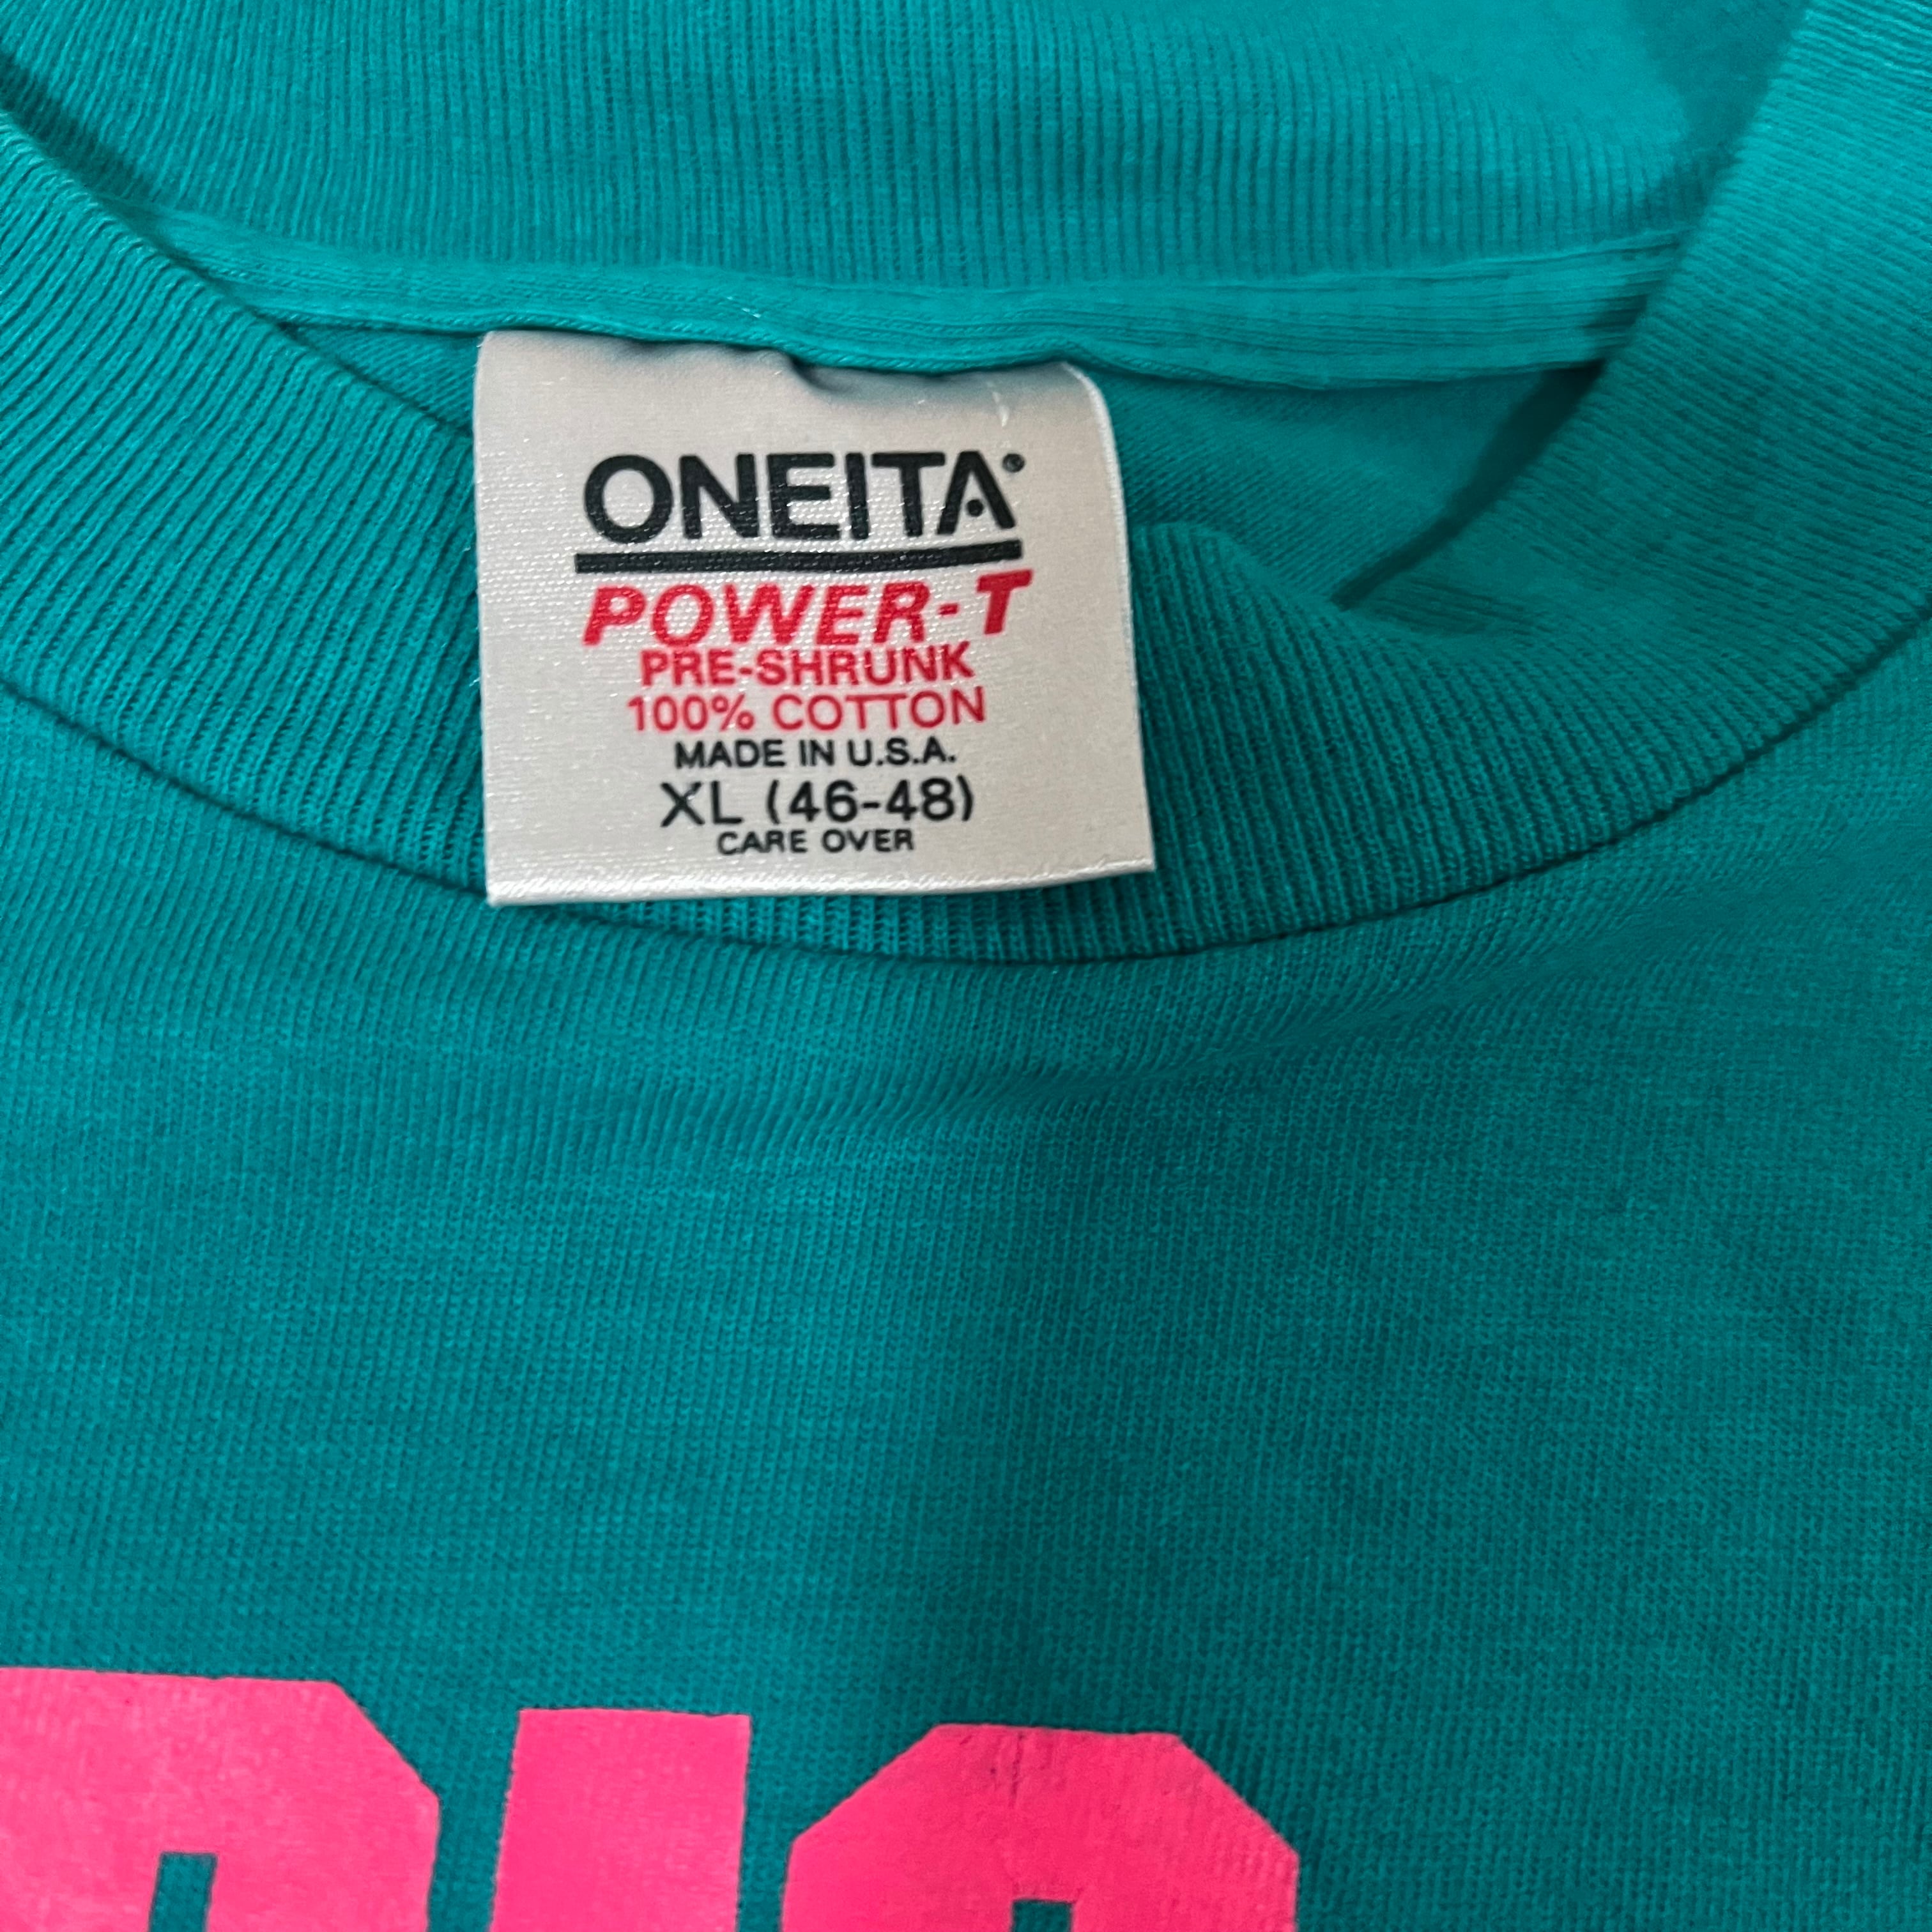 ONEITA®
POWER-T
PRE-SHRUNK
100% COTTON
MADE IN U.S.A.
XL (46-48)
CARE OVER